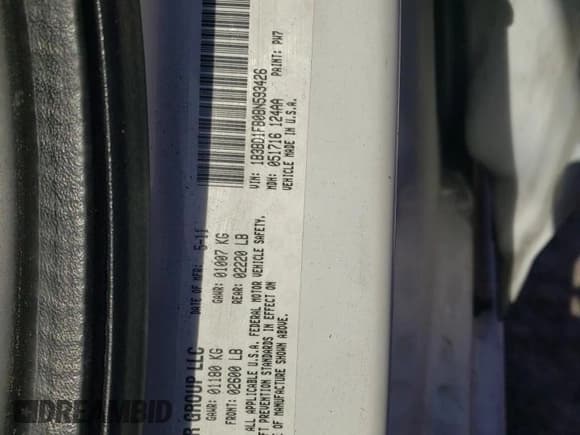 R GROUP LLC
DATE OF MFR: 5-11
GAWR: 01180 KG
GAWR: 01007 KG
FRONT: 02600 LB
REAR: 02220 LB
ALL APPLICABLE U.S.A. FEDERAL MOTOR VEHICLE SAFETY,
FT PREVENTION STANDARDS IN EFFECT ON
E OF MANUFACTURE SHOWN ABOVE.
VIN: 1B3BD1FB0BN593426
MDH: 051716 124AA
PAINT: PW7
VEHICLE MADE IN U.S.A.
DREAMBID